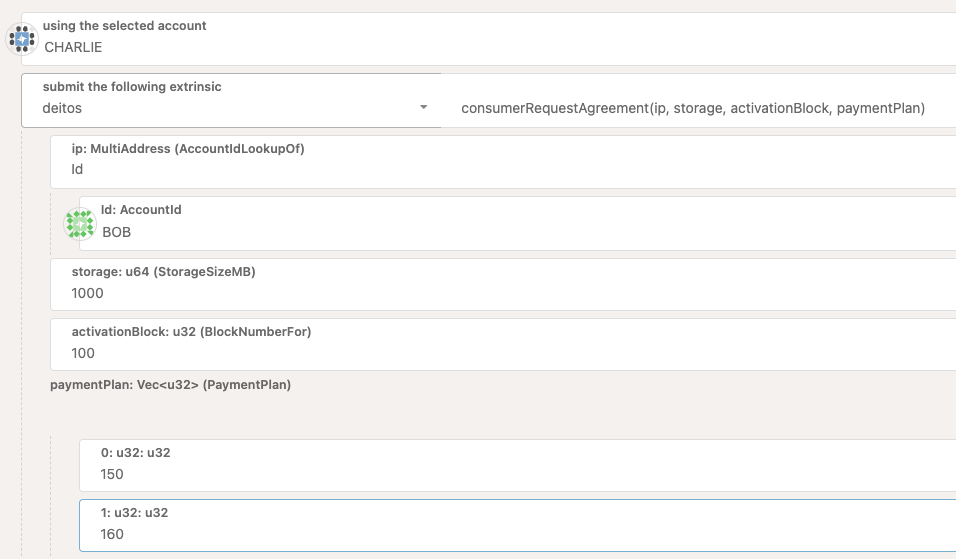 using the selected account
CHARLIE
submit the following extrinsic
deitos
consumerRequestAgreement(ip, storage, activationBlock, paymentPlan)
ip: MultiAddress (AccountIdLookupOf)
Id
Id: AccountId
BOB
storage: u64 (StorageSizeMB)
1000
activationBlock: u32 (BlockNumberFor)
100
paymentPlan: Vec<u32> (PaymentPlan)
0: u32: u32
150
1: u32: u32
160